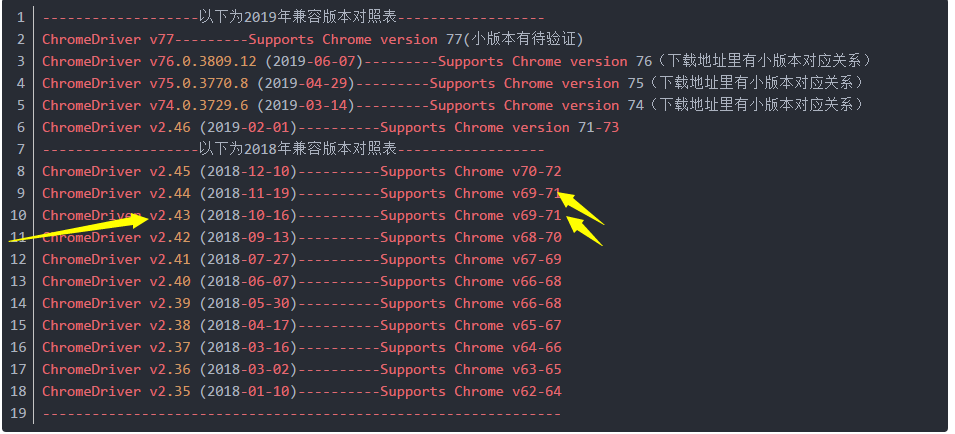 1 -------------------以下为2019年兼容版本对照表------------------
2 ChromeDriver v77---------Supports Chrome version 77(小版本有待验证)
3 ChromeDriver v76.0.3809.12 (2019-06-07)---------Supports Chrome version 76（下载地址里有小版本对应关系）
4 ChromeDriver v75.0.3770.8 (2019-04-29)---------Supports Chrome version 75（下载地址里有小版本对应关系）
5 ChromeDriver v74.0.3729.6 (2019-03-14)---------Supports Chrome version 74（下载地址里有小版本对应关系）
6 ChromeDriver v2.46 (2019-02-01)----------Supports Chrome version 71-73
7 -------------------以下为2018年兼容版本对照表------------------
8 ChromeDriver v2.45 (2018-12-10)----------Supports Chrome v70-72
9 ChromeDriver v2.44 (2018-11-19)----------Supports Chrome v69-71
10 ChromeDriver v2.43 (2018-10-16)----------Supports Chrome v69-71
11 ChromeDriver v2.42 (2018-09-13)----------Supports Chrome v68-70
12 ChromeDriver v2.41 (2018-07-27)----------Supports Chrome v67-69
13 ChromeDriver v2.40 (2018-06-07)----------Supports Chrome v66-68
14 ChromeDriver v2.39 (2018-05-30)----------Supports Chrome v66-68
15 ChromeDriver v2.38 (2018-04-17)----------Supports Chrome v65-67
16 ChromeDriver v2.37 (2018-03-16)----------Supports Chrome v64-66
17 ChromeDriver v2.36 (2018-03-02)----------Supports Chrome v63-65
18 ChromeDriver v2.35 (2018-01-10)----------Supports Chrome v62-64
19 ---------------------------------------------------------------